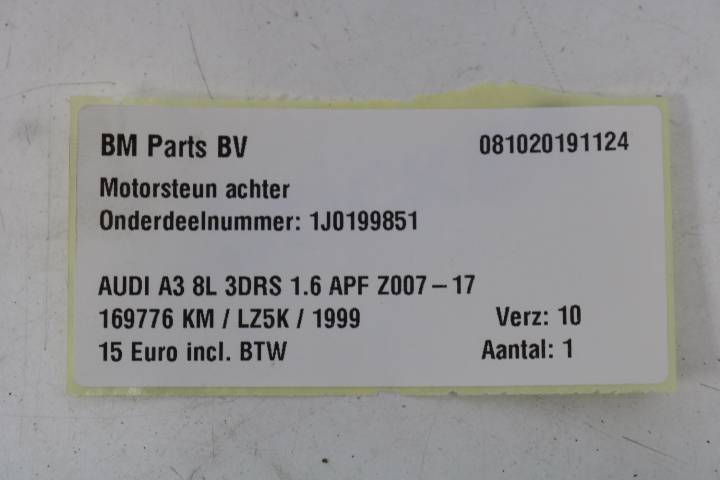 BM Parts BV 081020191124
Motorsteun achter
Onderdeelnummer: 1J0199851
AUDI A3 8L 3DRS 1.6 APF Z007 – 17
169776 KM / LZ5K / 1999 Verz: 10
15 Euro incl. BTW Aantal: 1